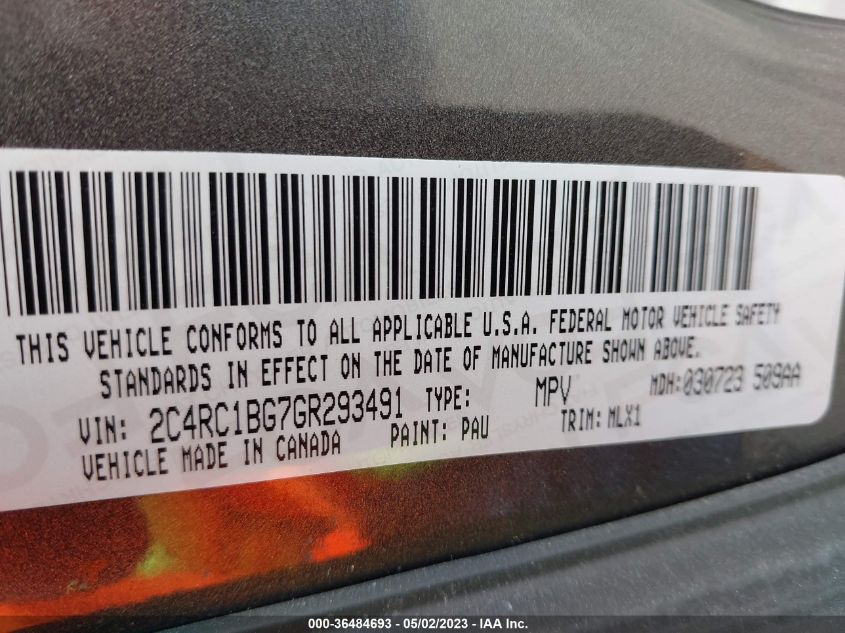 THIS VEHICLE CONFORMS TO ALL APPLICABLE U.S.A. FEDERAL MOTOR VEHICLE SAFETY
STANDARDS IN EFFECT ON THE DATE OF MANUFACTURE SHOWN ABOVE.
VIN: 2C4RC1BG7GR293491 TYPE: MPV MDH:030723 509AA
VEHICLE MADE IN CANADA PAINT: PAU TRIM: MLX1
000-36484693 - 05/02/2023 - IAA Inc.